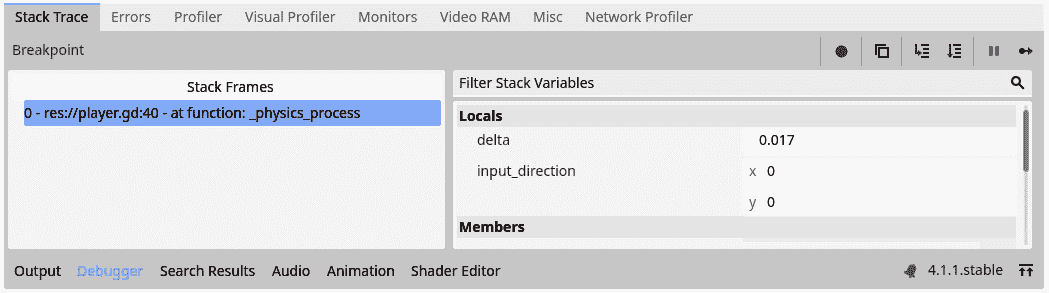 Stack Trace Errors Profiler Visual Profiler Monitors Video RAM Misc Network Profiler
Breakpoint
Stack Frames
0 - res://player.gd:40 - at function: _physics_process
Filter Stack Variables
Locals
delta 0.017
input_direction x 0
y 0
Members
Output Debugger Search Results Audio Animation Shader Editor 4.1.1.stable